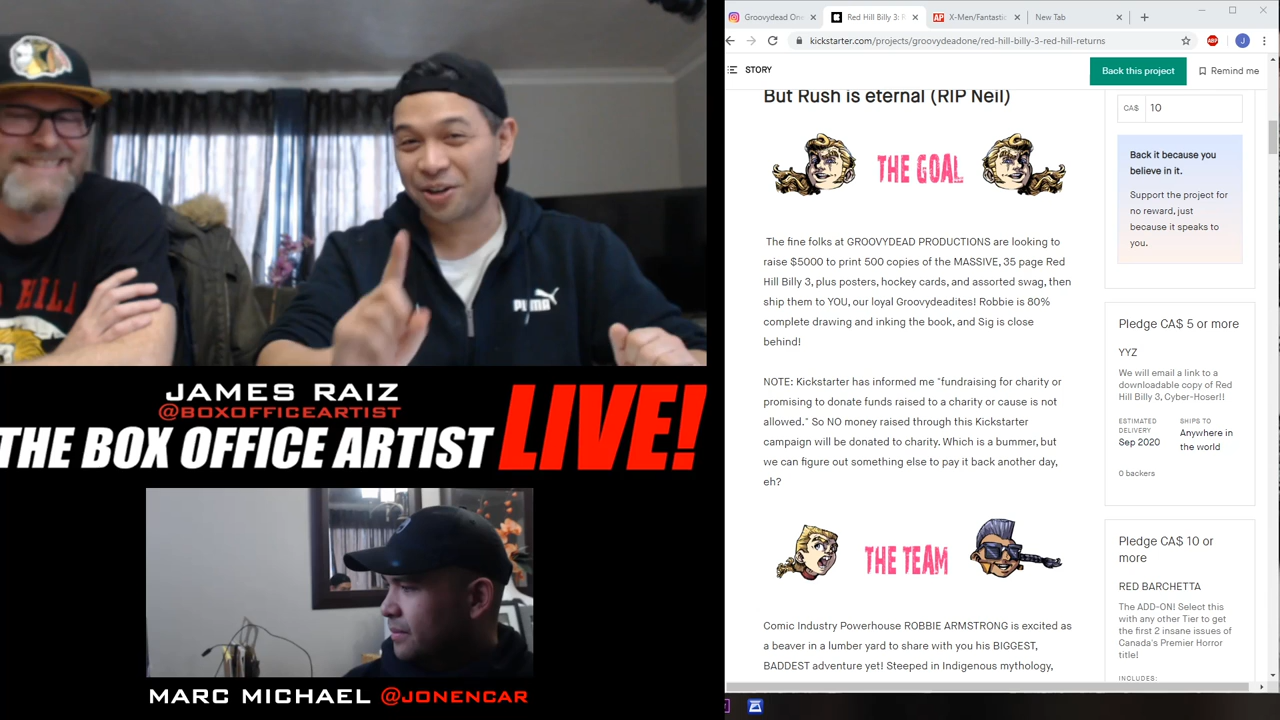 PUMA
JAMES RAIZ
@BOXOFFICEARTIST
THE BOX OFFICE ARTIST LIVE!
MARC MICHAEL @JONENCAR
Groovydead One
Red Hill Billy 3: R
X-Men/Fantasti
New Tab
kickstarter.com/projects/groovydeadone/red-hill-billy-3-red-hill-returns
ABP
J
STORY
Back this project
Remind me
But Rush is eternal (RIP Neil)
THE GOAL
The fine folks at GROOVYDEAD PRODUCTIONS are looking to
raise $5000 to print 500 copies of the MASSIVE, 35 page Red
Hill Billy 3, plus posters, hockey cards, and assorted swag, then
ship them to YOU, our loyal Groovydeadites! Robbie is 80%
complete drawing and inking the book, and Sig is close
behind!
NOTE: Kickstarter has informed me "fundraising for charity or
promising to donate funds raised to a charity or cause is not
allowed." So NO money raised through this Kickstarter
campaign will be donated to charity. Which is a bummer, but
we can figure out something else to pay it back another day,
eh?
THE TEAM
Comic Industry Powerhouse ROBBIE ARMSTRONG is excited as
a beaver in a lumber yard to share with you his BIGGEST,
BADDEST adventure yet! Steeped in Indigenous mythology,
CA$ 10
Back it because you
believe in it.
Support the project for
no reward, just
because it speaks to
you.
Pledge CA$ 5 or more
YYZ
We will email a link to a
downloadable copy of Red
Hill Billy 3, Cyber-Hoser!!
ESTIMATED
DELIVERY
Sep 2020
SHIPS TO
Anywhere in
the world
0 backers
Pledge CA$ 10 or
more
RED BARCHETTA
The ADD-ON! Select this
with any other Tier to get
the first 2 insane issues of
Canada's Premier Horror
title!
INCLUDES: